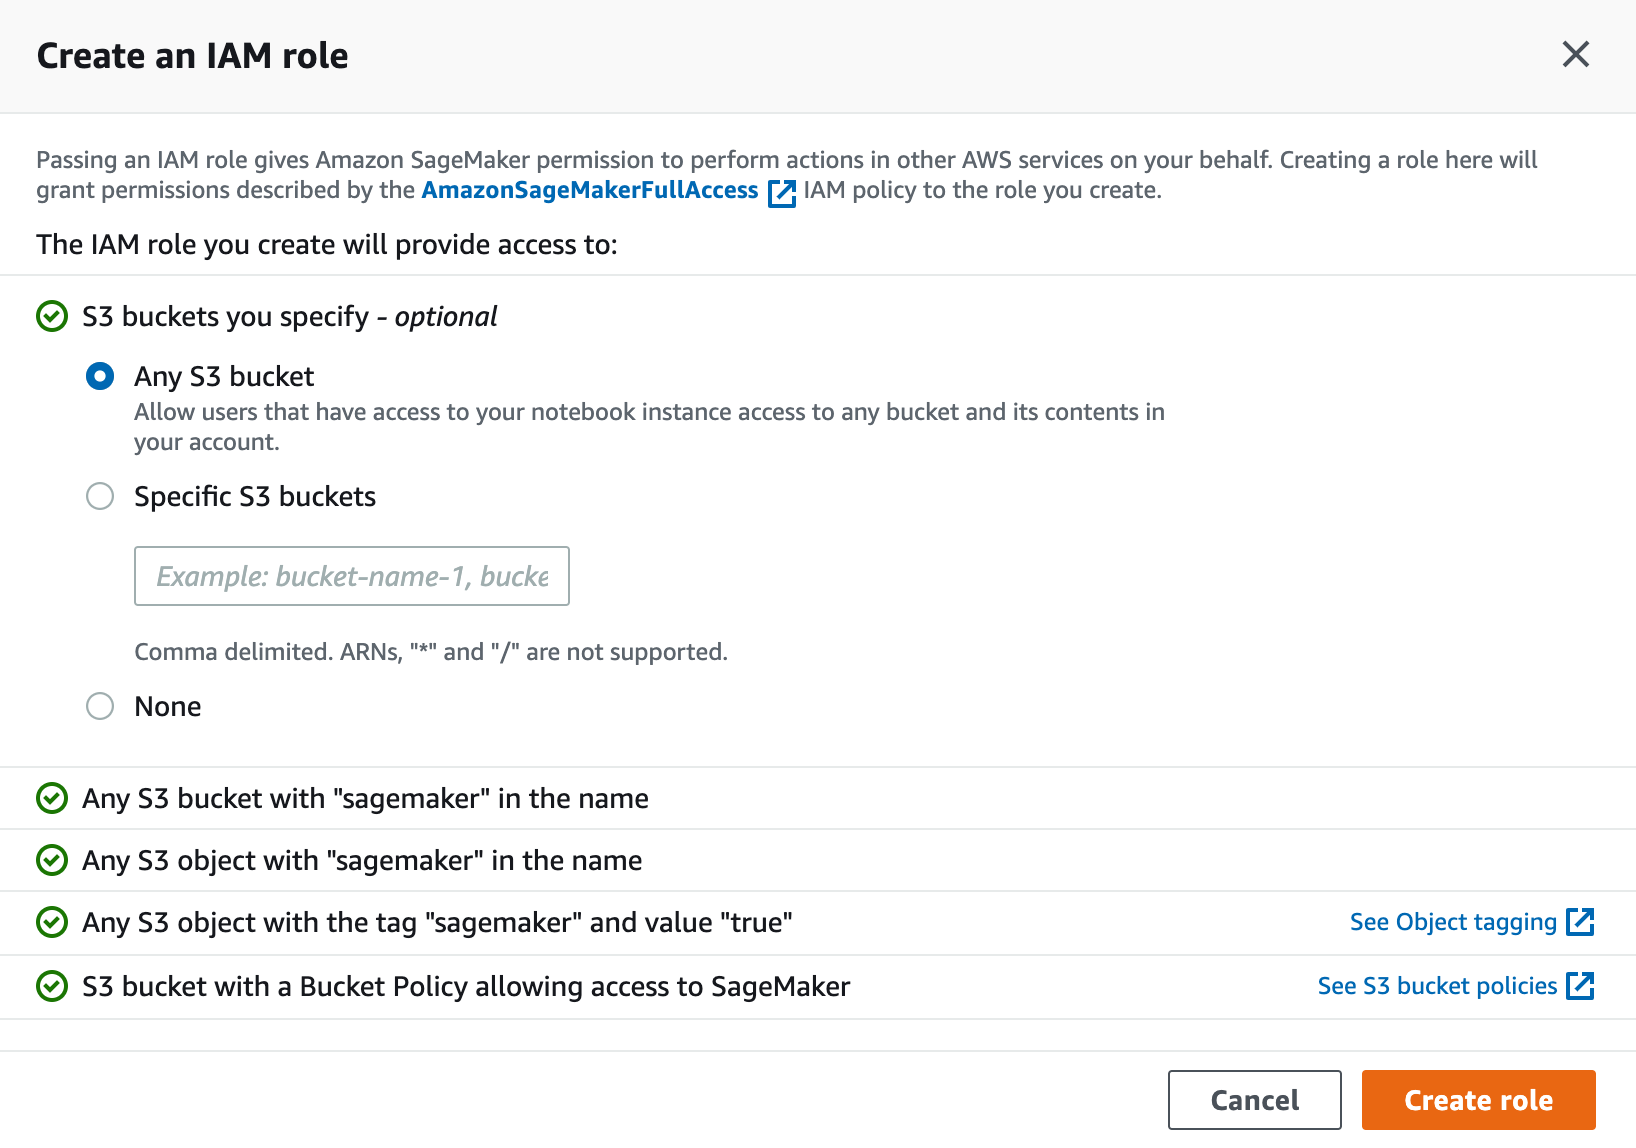 Create an IAM role
Passing an IAM role gives Amazon SageMaker permission to perform actions in other AWS services on your behalf. Creating a role here will
grant permissions described by the AmazonSageMakerFullAccess IAM policy to the role you create.
The IAM role you create will provide access to:
S3 buckets you specify - optional
Any S3 bucket
Allow users that have access to your notebook instance access to any bucket and its contents in
your account.
Specific S3 buckets
Example: bucket-name-1, bucke
Comma delimited. ARNs, "*" and "/" are not supported.
None
Any S3 bucket with "sagemaker" in the name
Any S3 object with "sagemaker" in the name
Any S3 object with the tag "sagemaker" and value "true" See Object tagging
S3 bucket with a Bucket Policy allowing access to SageMaker See S3 bucket policies
Cancel Create role